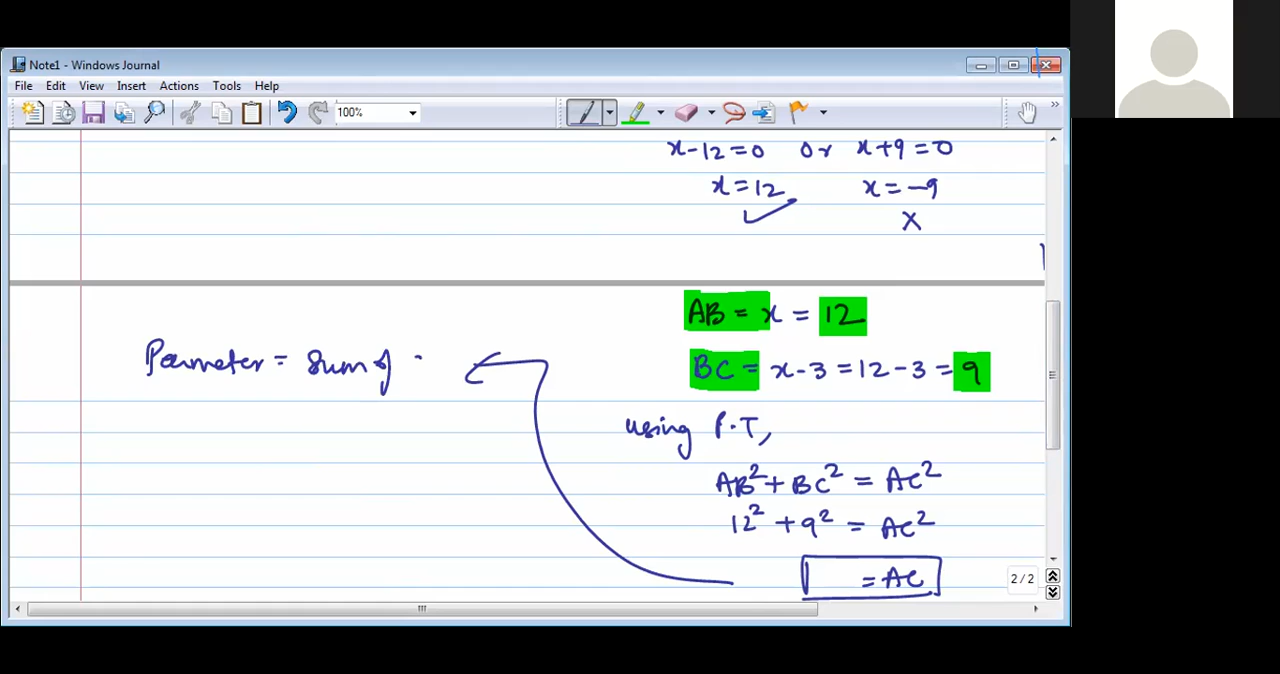 Note1 - Windows Journal
File Edit View Insert Actions Tools Help
100%
x-12=0 Or x+9=0
x=12 x=-9
✓ X
AB = x = 12
Parameter = Sum of
BC = x-3 = 12-3 = 9
using P.T,
AB²+BC² = AC²
12² + 9² = AC²
= AC
2 / 2